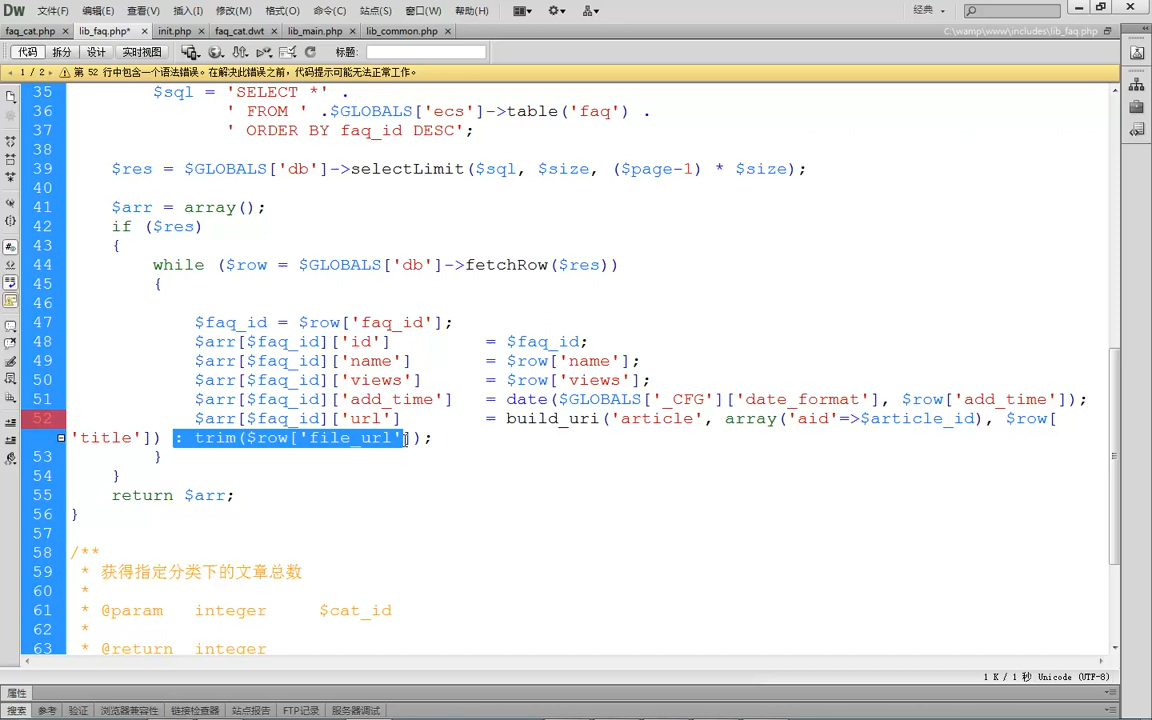 Dw 文件(F) 编辑(E) 查看(V) 插入(I) 修改(M) 格式(O) 命令(C) 站点(S) 窗口(W) 帮助(H) 经典
faq_cat.php × lib_faq.php* × init.php × faq_cat.dwt × lib_main.php × lib_common.php × C:\wamp\www\includes\lib_faq.php
代码 拆分 设计 实时视图 标题:
1 / 2 第 52 行中包含一个语法错误。在解决此错误之前，代码提示可能无法正常工作。
35 $sql = 'SELECT *' .
36 ' FROM ' .$GLOBALS['ecs']->table('faq') .
37 ' ORDER BY faq_id DESC';
38
39 $res = $GLOBALS['db']->selectLimit($sql, $size, ($page-1) * $size);
40
41 $arr = array();
42 if ($res)
43 {
44 while ($row = $GLOBALS['db']->fetchRow($res))
45 {
46
47 $faq_id = $row['faq_id'];
48 $arr[$faq_id]['id'] = $faq_id;
49 $arr[$faq_id]['name'] = $row['name'];
50 $arr[$faq_id]['views'] = $row['views'];
51 $arr[$faq_id]['add_time'] = date($GLOBALS['_CFG']['date_format'], $row['add_time']);
52 $arr[$faq_id]['url'] = build_uri('article', array('aid'=>$article_id), $row[
'title']) : trim($row['file_url']);
53 }
54 }
55 return $arr;
56 }
57
58 /**
59 * 获得指定分类下的文章总数
60 *
61 * @param integer $cat_id
62 *
63 * @return integer
1 K / 1 秒 Unicode (UTF-8)
属性
搜索 参考 验证 浏览器兼容性 链接检查器 站点报告 FTP记录 服务器调试